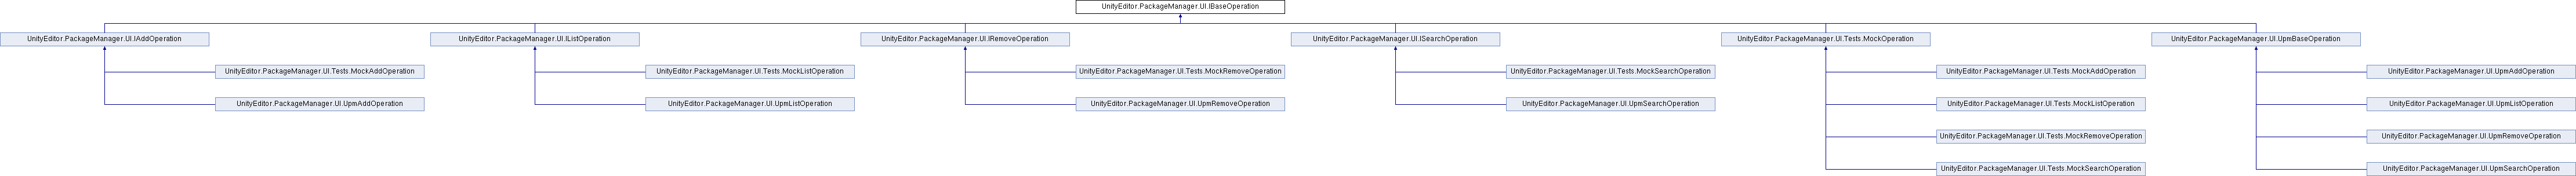 UnityEditor.PackageManager.UI.IBaseOperation
UnityEditor.PackageManager.UI.IAddOperation
UnityEditor.PackageManager.UI.IListOperation
UnityEditor.PackageManager.UI.IRemoveOperation
UnityEditor.PackageManager.UI.ISearchOperation
UnityEditor.PackageManager.UI.Tests.MockOperation
UnityEditor.PackageManager.UI.UpmBaseOperation
UnityEditor.PackageManager.UI.Tests.MockAddOperation
UnityEditor.PackageManager.UI.Tests.MockListOperation
UnityEditor.PackageManager.UI.Tests.MockRemoveOperation
UnityEditor.PackageManager.UI.Tests.MockSearchOperation
UnityEditor.PackageManager.UI.Tests.MockAddOperation
UnityEditor.PackageManager.UI.UpmAddOperation
UnityEditor.PackageManager.UI.UpmAddOperation
UnityEditor.PackageManager.UI.UpmListOperation
UnityEditor.PackageManager.UI.UpmRemoveOperation
UnityEditor.PackageManager.UI.UpmSearchOperation
UnityEditor.PackageManager.UI.Tests.MockListOperation
UnityEditor.PackageManager.UI.UpmListOperation
UnityEditor.PackageManager.UI.Tests.MockRemoveOperation
UnityEditor.PackageManager.UI.UpmRemoveOperation
UnityEditor.PackageManager.UI.Tests.MockSearchOperation
UnityEditor.PackageManager.UI.UpmSearchOperation